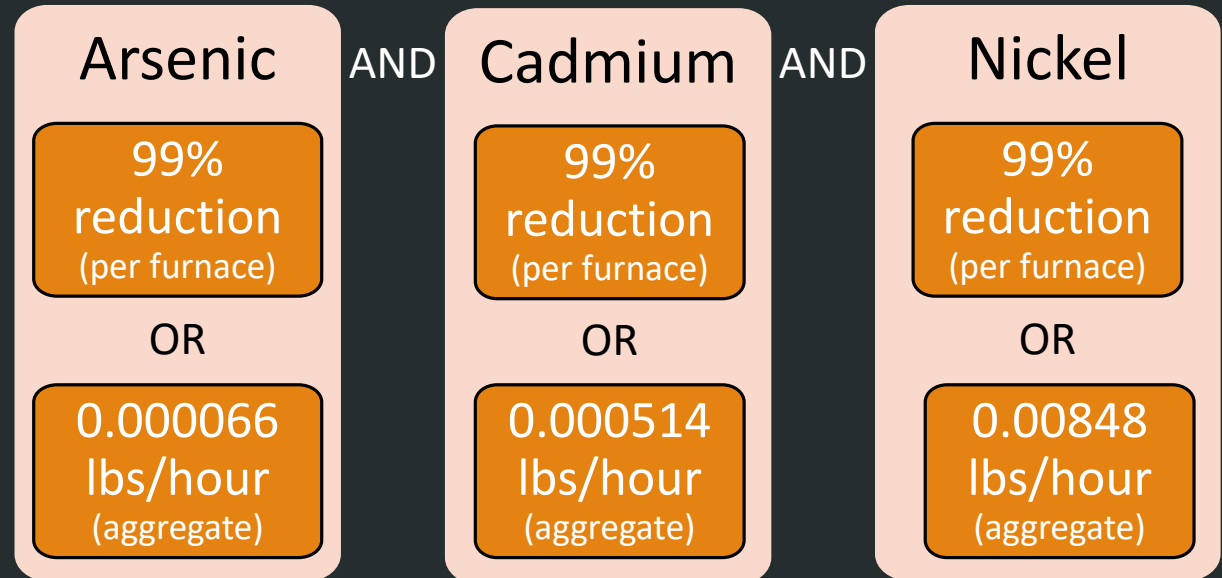 Arsenic
99%
reduction
(per furnace)
OR
0.000066
lbs/hour
(aggregate)
AND
Cadmium
99%
reduction
(per furnace)
OR
0.000514
lbs/hour
(aggregate)
AND
Nickel
99%
reduction
(per furnace)
OR
0.00848
lbs/hour
(aggregate)